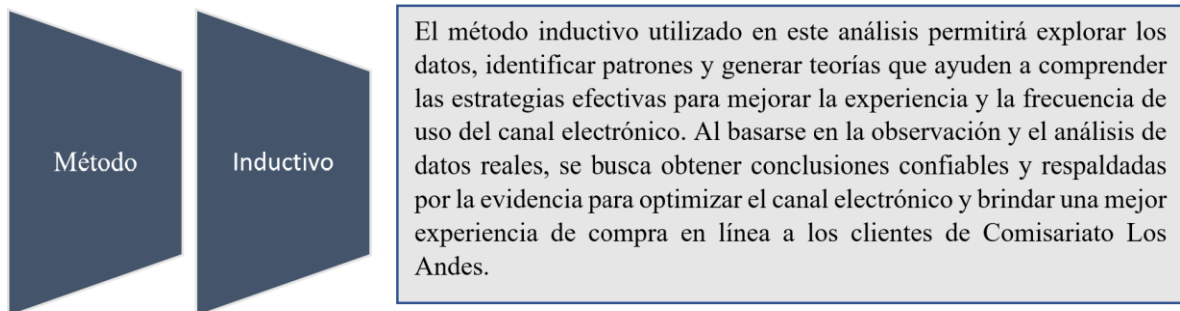 Método
Inductivo
El método inductivo utilizado en este análisis permitirá explorar los
datos, identificar patrones y generar teorías que ayuden a comprender
las estrategias efectivas para mejorar la experiencia y la frecuencia de
uso del canal electrónico. Al basarse en la observación y el análisis de
datos reales, se busca obtener conclusiones confiables y respaldadas
por la evidencia para optimizar el canal electrónico y brindar una mejor
experiencia de compra en línea a los clientes de Comisariato Los
Andes.